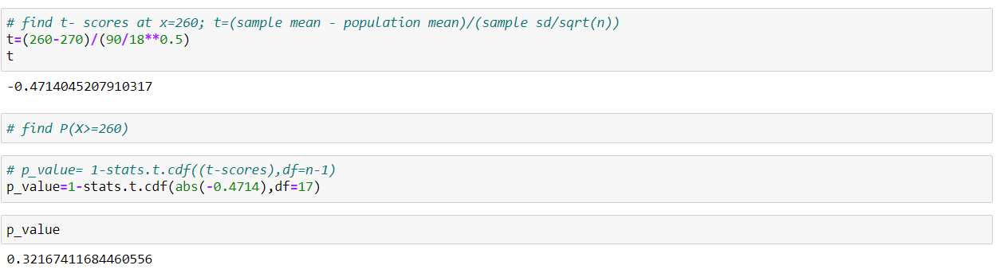 # find t- scores at x=260; t=(sample mean - population mean)/(sample sd/sqrt(n))
t=(260-270)/(90/18**0.5)
t
-0.4714045207910317
# find P(X>=260)
# p_value= 1-stats.t.cdf((t-scores),df=n-1)
p_value=1-stats.t.cdf(abs(-0.4714),df=17)
p_value
0.32167411684460556